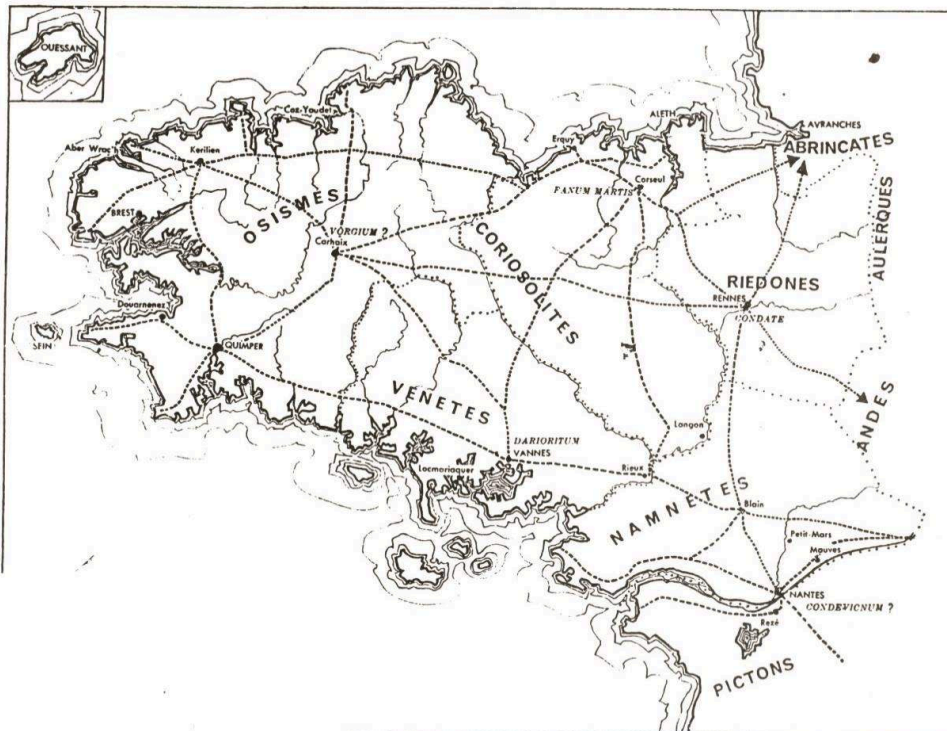 OUESSANT
Coz-Yaudet
Aber Wrac'h
Kerilien
BREST
OSISMES
VORGIUM ?
Carhaix
Douarnenez
SEIN
QUIMPER
Erquy
ALETH
AVRANCHES
ABRINCATES
FANUM MARTIS
Corseul
CORIOSOLITES
AULERQUES
RIEDONES
RENNES
CONDATE
ANDES
VENETES
DARIORITUM
VANNES
Locmariaquer
Langon
Rieux
NAMNETES
Blain
Petit-Mars
Mauves
NANTES
CONDEVICNUM ?
Rezé
PICTONS